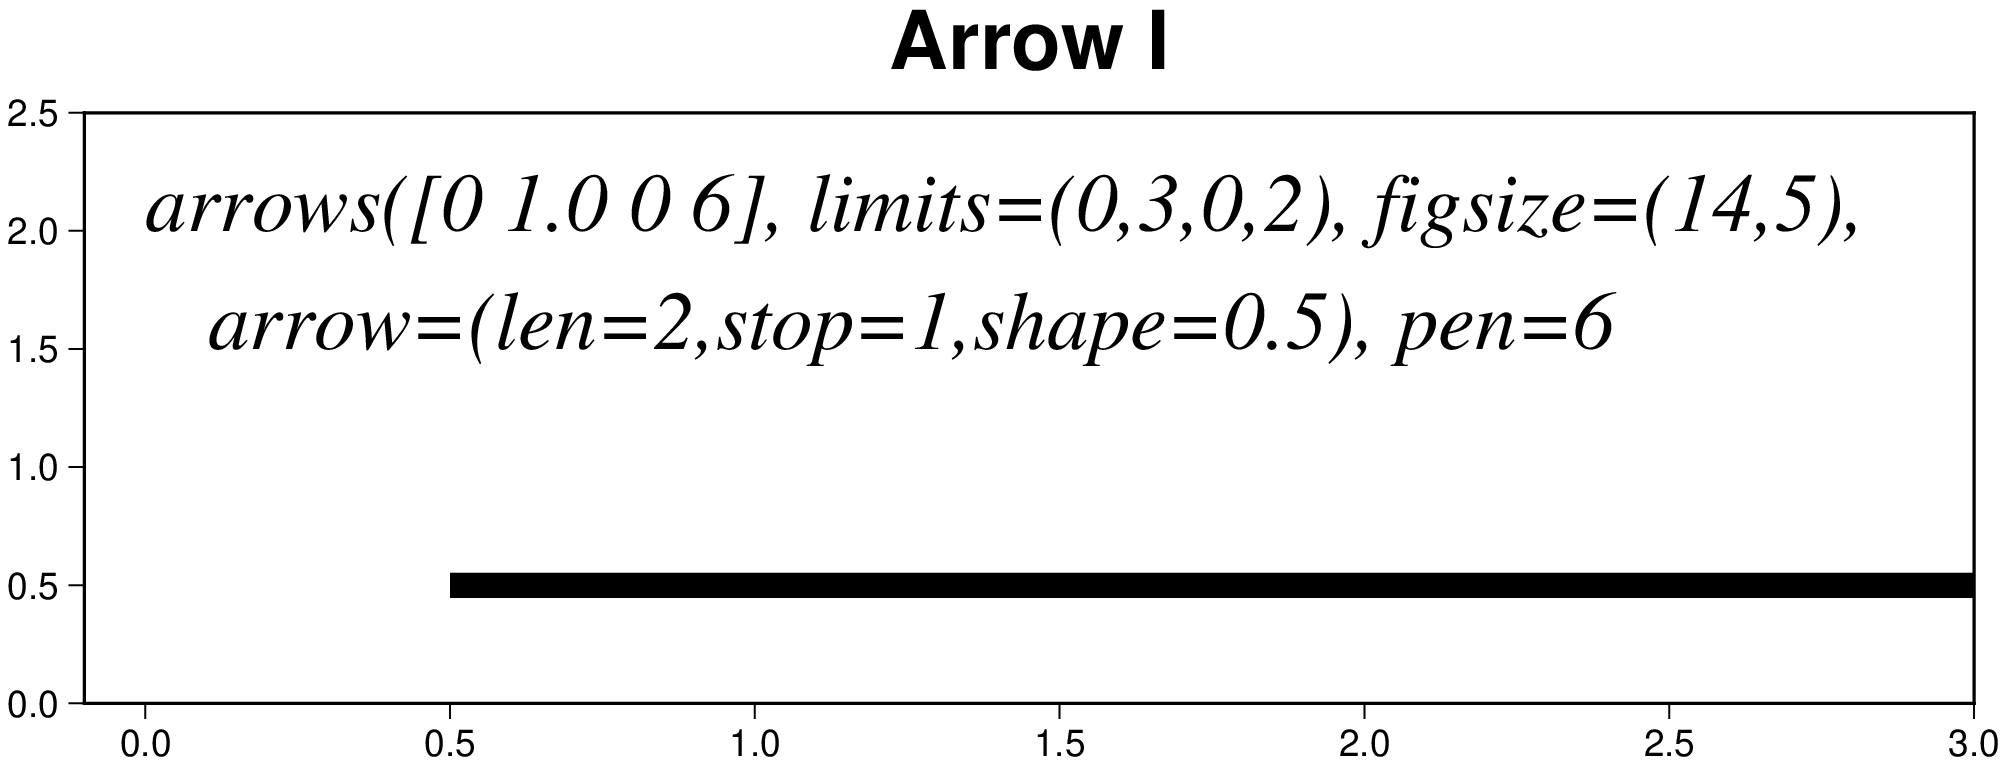 Arrow I
2.5
arrows([0 1.0 0 6], limits=(0,3,0,2), figsize=(14,5),
2.0
arrow=(len=2,stop=1,shape=0.5), pen=6
1.5
1.0
0.5
0.0
0.0 0.5 1.0 1.5 2.0 2.5 3.0